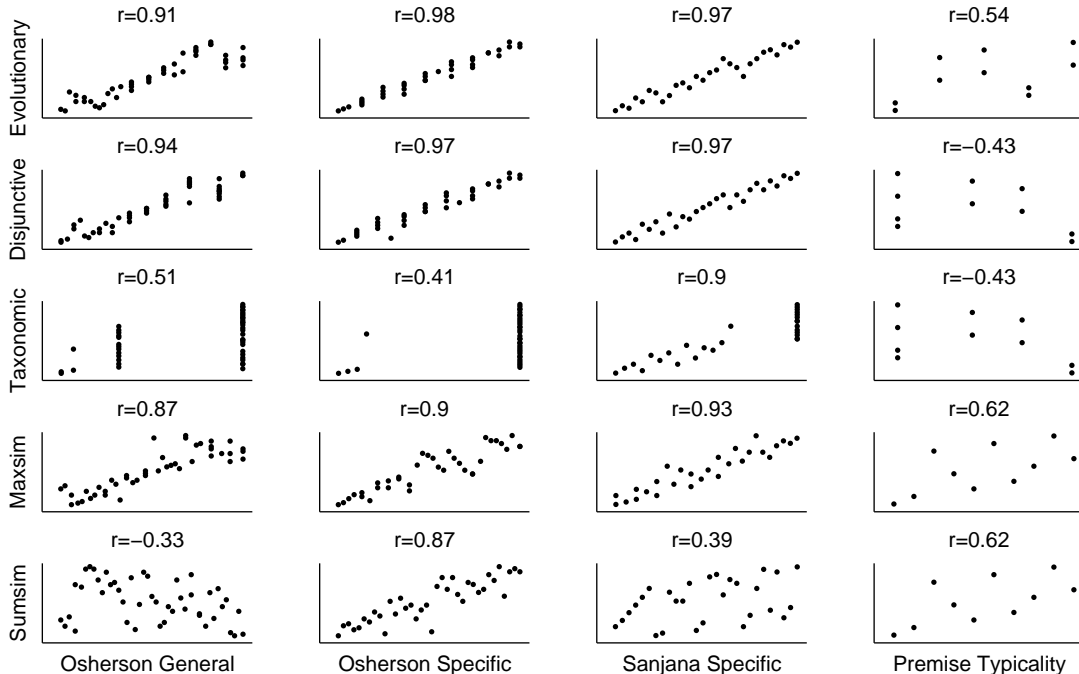 r=0.91 r=0.98 r=0.97 r=0.54
Evolutionary
r=0.94 r=0.97 r=0.97 r=−0.43
Disjunctive
r=0.51 r=0.41 r=0.9 r=−0.43
Taxonomic
r=0.87 r=0.9 r=0.93 r=0.62
Maxsim
r=−0.33 r=0.87 r=0.39 r=0.62
Sumsim
Osherson General Osherson Specific Sanjana Specific Premise Typicality